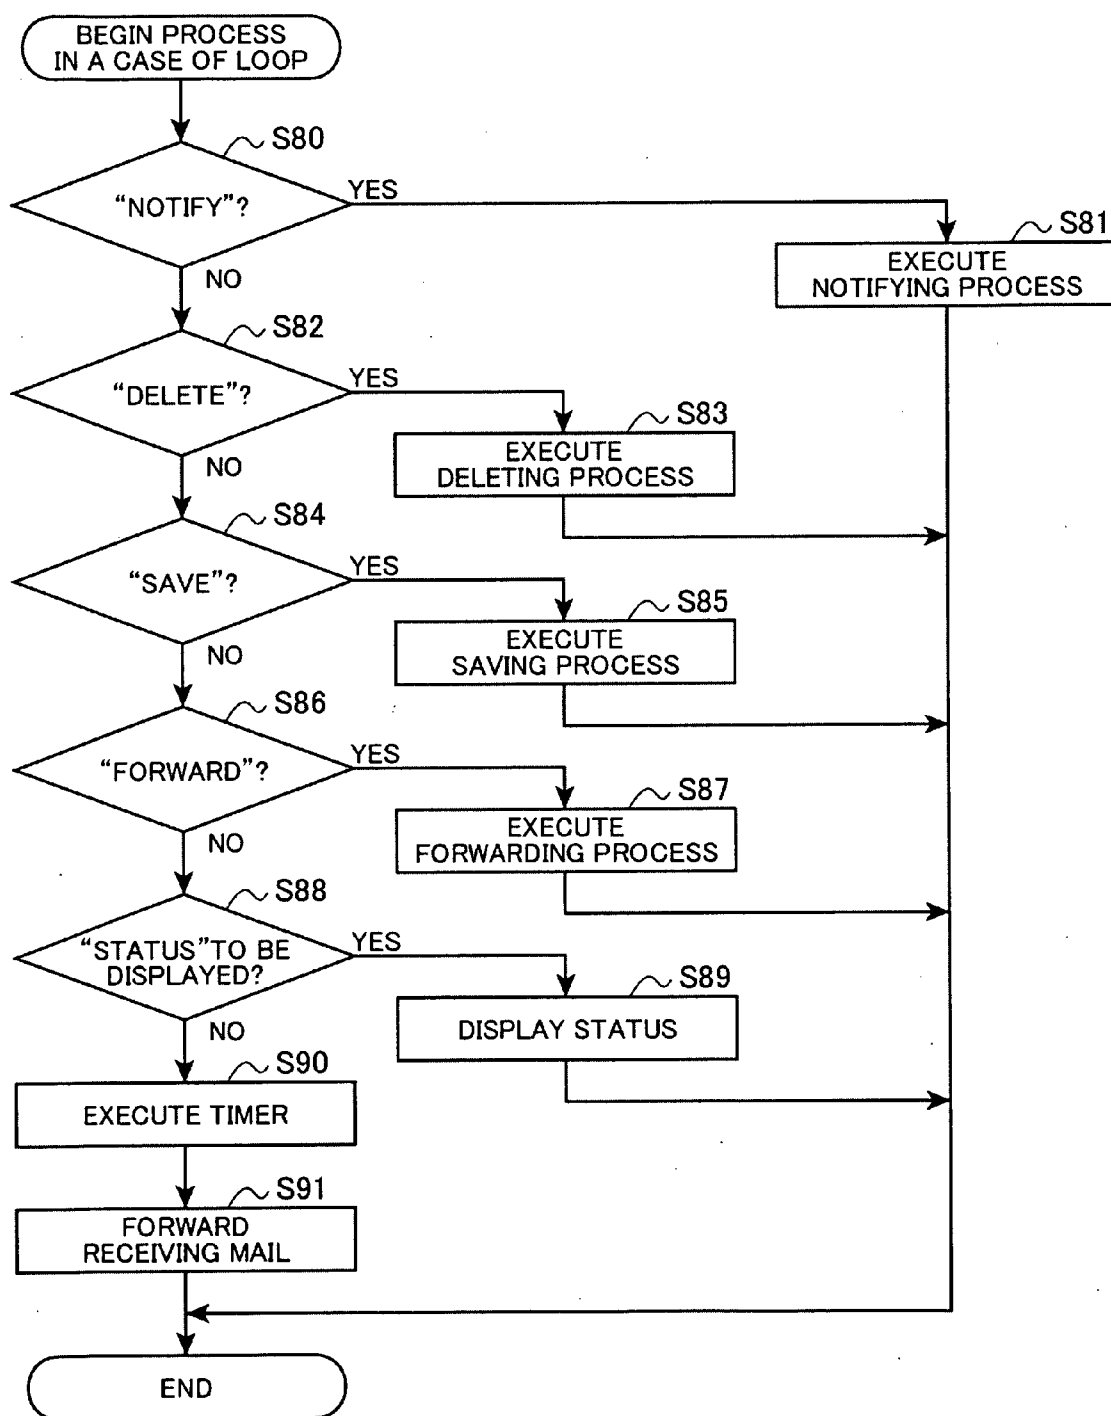 BEGIN PROCESS
IN A CASE OF LOOP
S80
“NOTIFY”?
YES
NO
S81
EXECUTE
NOTIFYING PROCESS
S82
“DELETE”?
YES
NO
S83
EXECUTE
DELETING PROCESS
S84
“SAVE”?
YES
NO
S85
EXECUTE
SAVING PROCESS
S86
“FORWARD”?
YES
NO
S87
EXECUTE
FORWARDING PROCESS
S88
“STATUS”TO BE
DISPLAYED?
YES
NO
S89
DISPLAY STATUS
S90
EXECUTE TIMER
S91
FORWARD
RECEIVING MAIL
END